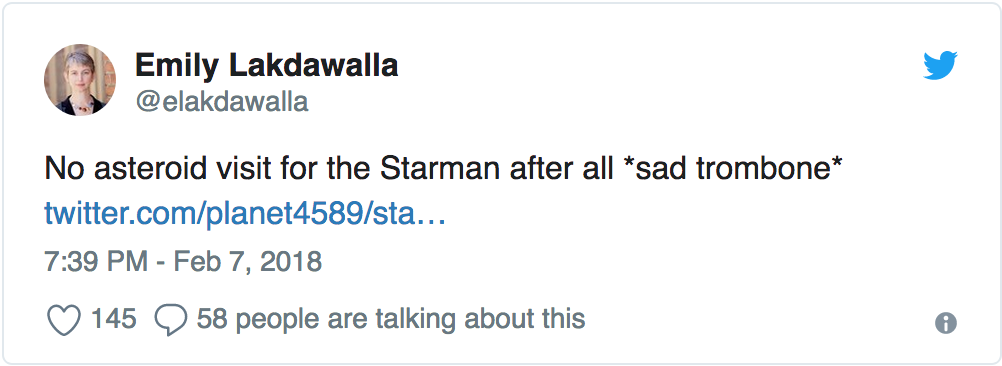 Emily Lakdawalla
@elakdawalla
No asteroid visit for the Starman after all *sad trombone*
twitter.com/planet4589/sta…
7:39 PM - Feb 7, 2018
145 58 people are talking about this